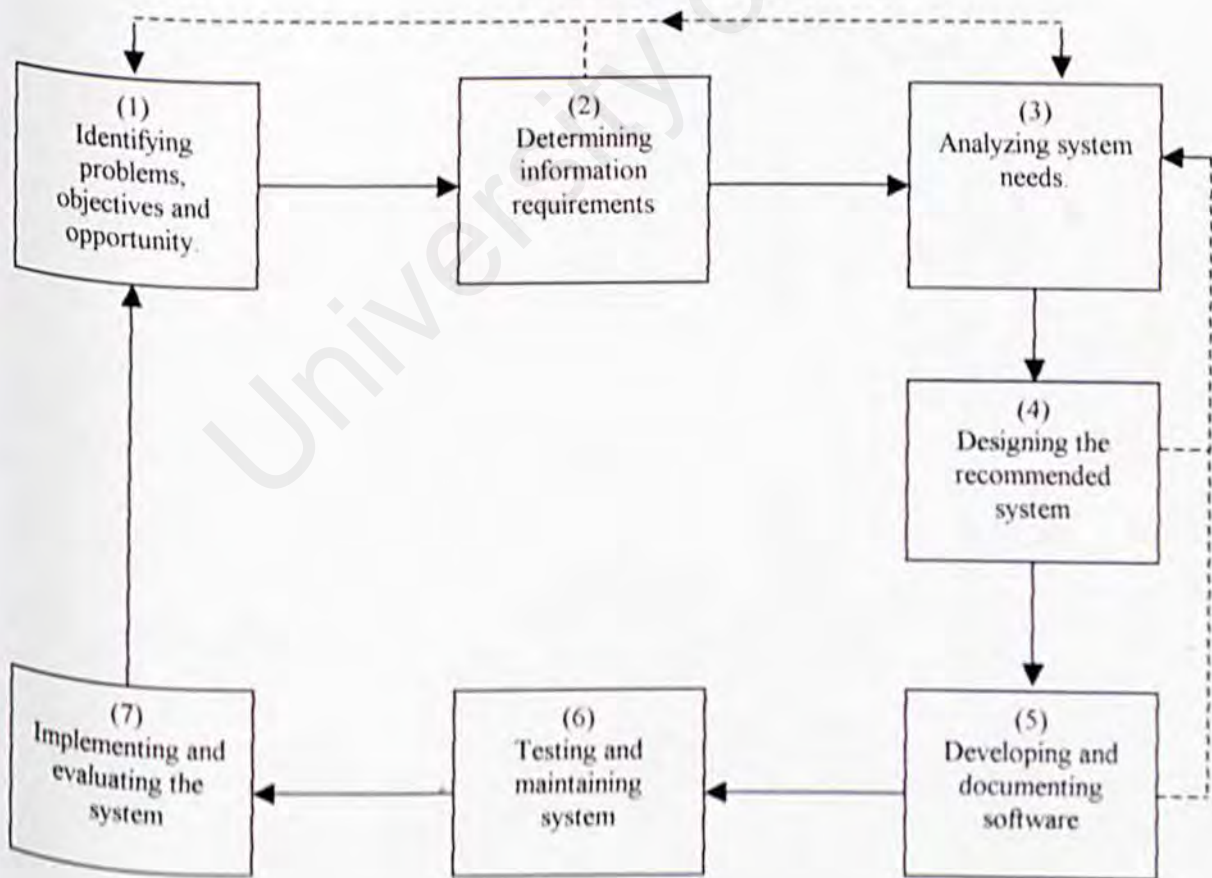 (1)
Identifying
problems,
objectives and
opportunity.
(2)
Determining
information
requirements
(3)
Analyzing system
needs.
(4)
Designing the
recommended
system
(5)
Developing and
documenting
software
(6)
Testing and
maintaining
system
(7)
Implementing and
evaluating the
system
University